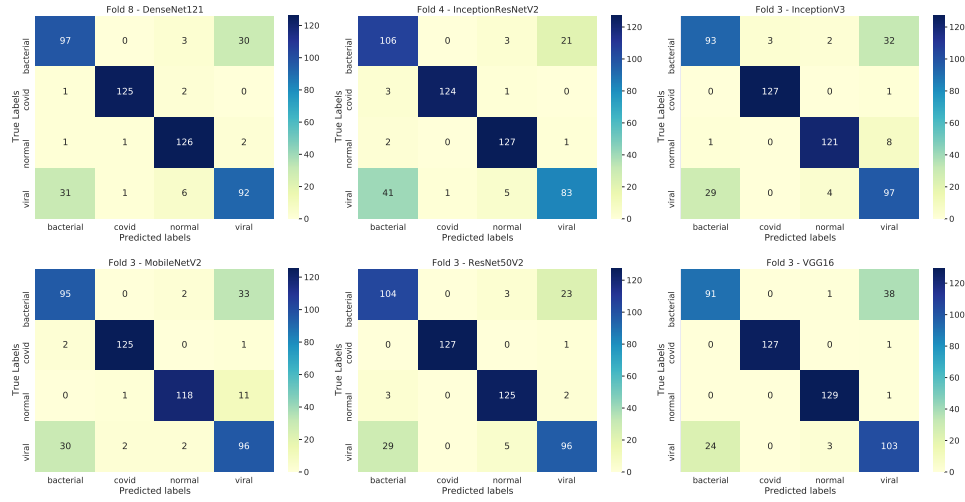 Fold 8 - DenseNet121
bacterial 97 0 3 30
covid 1 125 2 0
normal 1 1 126 2
viral 31 1 6 92
bacterial covid normal viral
Predicted labels
True Labels
120
100
80
60
40
20
0
Fold 4 - InceptionResNetV2
bacterial 106 0 3 21
covid 3 124 1 0
normal 2 0 127 1
viral 41 1 5 83
bacterial covid normal viral
Predicted labels
True Labels
120
100
80
60
40
20
0
Fold 3 - InceptionV3
bacterial 93 3 2 32
covid 0 127 0 1
normal 1 0 121 8
viral 29 0 4 97
bacterial covid normal viral
Predicted labels
True Labels
120
100
80
60
40
20
0
Fold 3 - MobileNetV2
bacterial 95 0 2 33
covid 2 125 0 1
normal 0 1 118 11
viral 30 2 2 96
bacterial covid normal viral
Predicted labels
True Labels
120
100
80
60
40
20
0
Fold 3 - ResNet50V2
bacterial 104 0 3 23
covid 0 127 0 1
normal 3 0 125 2
viral 29 0 5 96
bacterial covid normal viral
Predicted labels
True Labels
120
100
80
60
40
20
0
Fold 3 - VGG16
bacterial 91 0 1 38
covid 0 127 0 1
normal 0 0 129 1
viral 24 0 3 103
bacterial covid normal viral
Predicted labels
True Labels
120
100
80
60
40
20
0